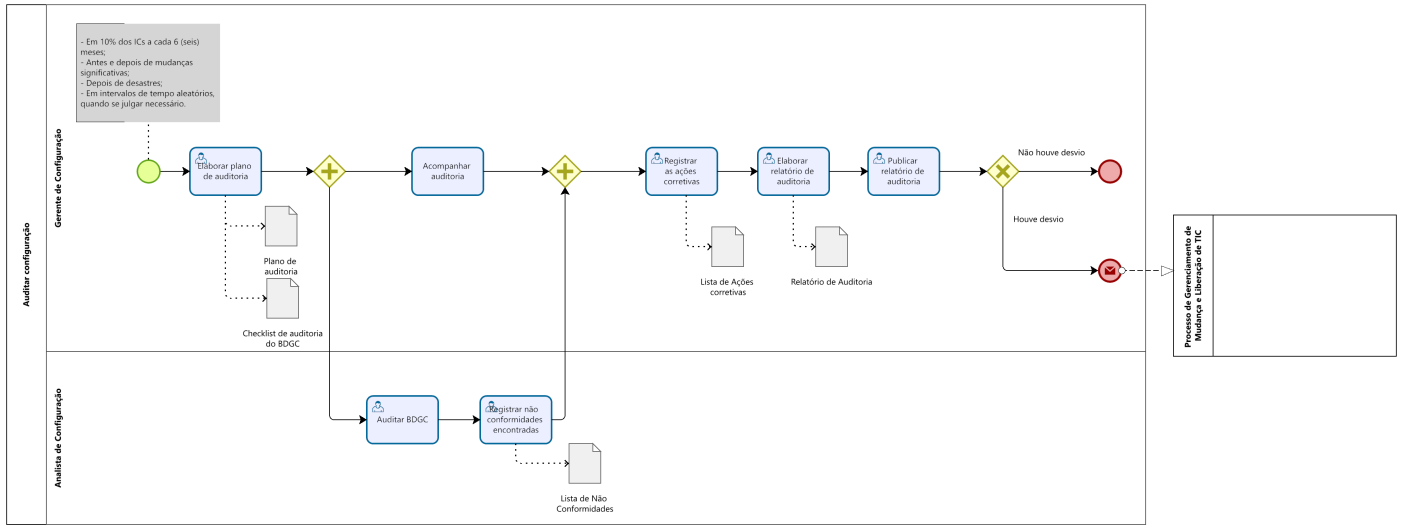 Auditar configuração
Gerente de Configuração
- Em 10% dos ICs a cada 6 (seis)
meses;
- Antes e depois de mudanças
significativas;
- Depois de desastres;
- Em intervalos de tempo aleatórios,
quando se julgar necessário.
Elaborar plano
de auditoria
Acompanhar
auditoria
Registrar
as ações
corretivas
Elaborar
relatório de
auditoria
Publicar
relatório de
auditoria
Não houve desvio
Houve desvio
Plano de
auditoria
Checklist de auditoria
do BDGC
Lista de Ações
corretivas
Relatório de Auditoria
Processo de Gerenciamento de
Mudança e Liberação de TIC
Analista de Configuração
Auditar BDGC
Registrar não
conformidades
encontradas
Lista de Não
Conformidades